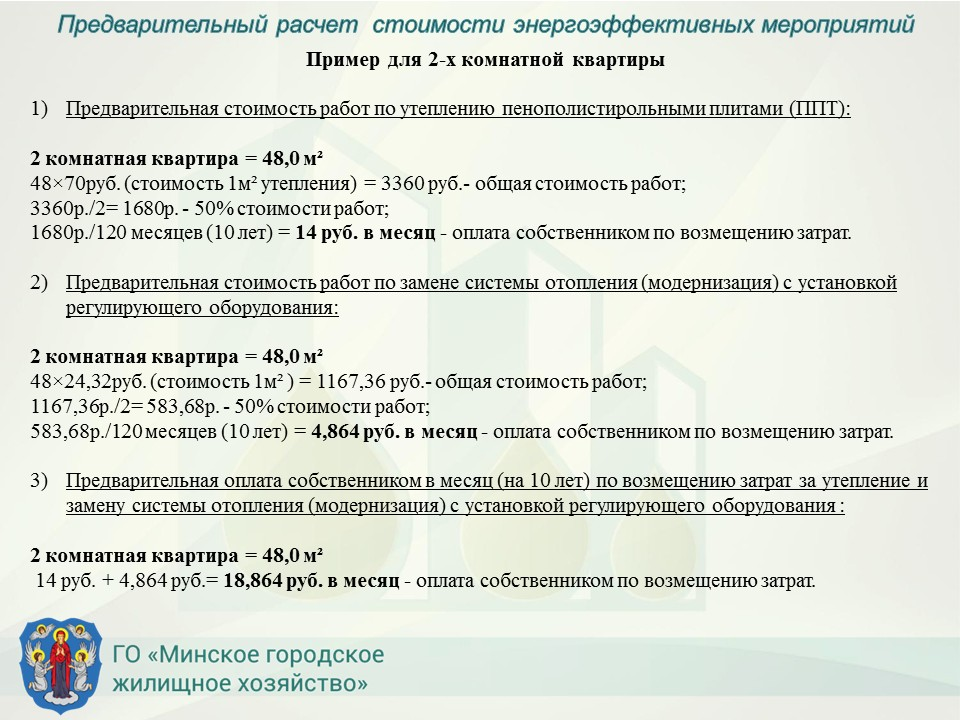 Предварительный расчет стоимости энергоэффективных мероприятий
Пример для 2-х комнатной квартиры
1) Предварительная стоимость работ по утеплению пенополистирольными плитами (ППТ):
2 комнатная квартира = 48,0 м²
48×70руб. (стоимость 1м² утепления) = 3360 руб.- общая стоимость работ;
3360р./2= 1680р. - 50% стоимости работ;
1680р./120 месяцев (10 лет) = 14 руб. в месяц - оплата собственником по возмещению затрат.
2) Предварительная стоимость работ по замене системы отопления (модернизация) с установкой
регулирующего оборудования:
2 комнатная квартира = 48,0 м²
48×24,32руб. (стоимость 1м² ) = 1167,36 руб.- общая стоимость работ;
1167,36р./2= 583,68р. - 50% стоимости работ;
583,68р./120 месяцев (10 лет) = 4,864 руб. в месяц - оплата собственником по возмещению затрат.
3) Предварительная оплата собственником в месяц (на 10 лет) по возмещению затрат за утепление и
замену системы отопления (модернизация) с установкой регулирующего оборудования :
2 комнатная квартира = 48,0 м²
14 руб. + 4,864 руб.= 18,864 руб. в месяц - оплата собственником по возмещению затрат.
ГО «Минское городское
жилищное хозяйство»